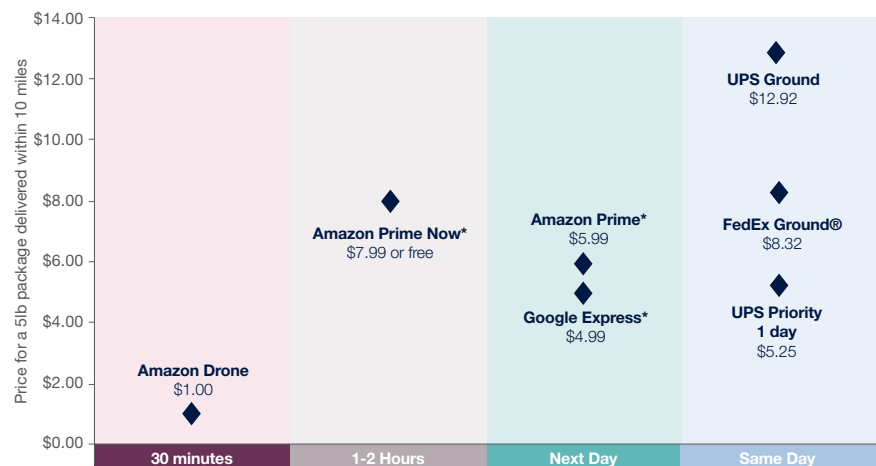 Price for a 5lb package delivered within 10 miles
$14.00
$12.00
$10.00
$8.00
$6.00
$4.00
$2.00
$0.00
Amazon Drone
$1.00
Amazon Prime Now*
$7.99 or free
Amazon Prime*
$5.99
Google Express*
$4.99
UPS Ground
$12.92
FedEx Ground®
$8.32
UPS Priority
1 day
$5.25
30 minutes
1-2 Hours
Next Day
Same Day